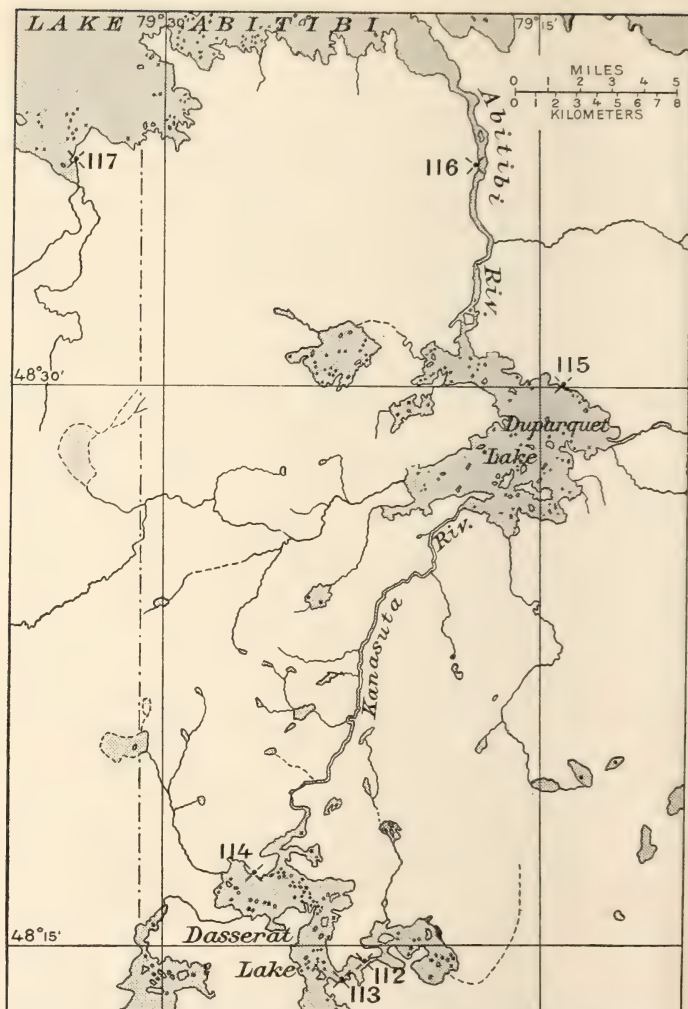 LAKE ABITIBI
79° 30'
79° 15'
MILES
0 1 2 3 4 5
0 1 2 3 4 5 6 7 8
KILOMETERS
Abitibi
Riv.
117
116
48° 30'
115
Duparquet
Lake
Kanasuta Riv.
114
48° 15'
Dasserat
Lake
112
113